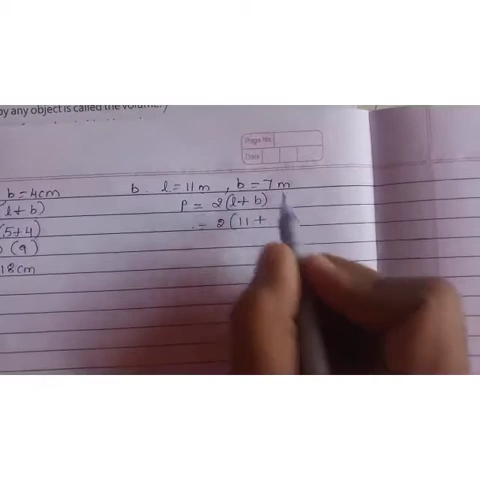 by any object is called the volume.
Page No.
Date
b = 4cm
b. l = 11 m , b = 7 m
l + b)
P = 2 (l + b)
(5+4)
= 2 (11 +
(9)
18cm